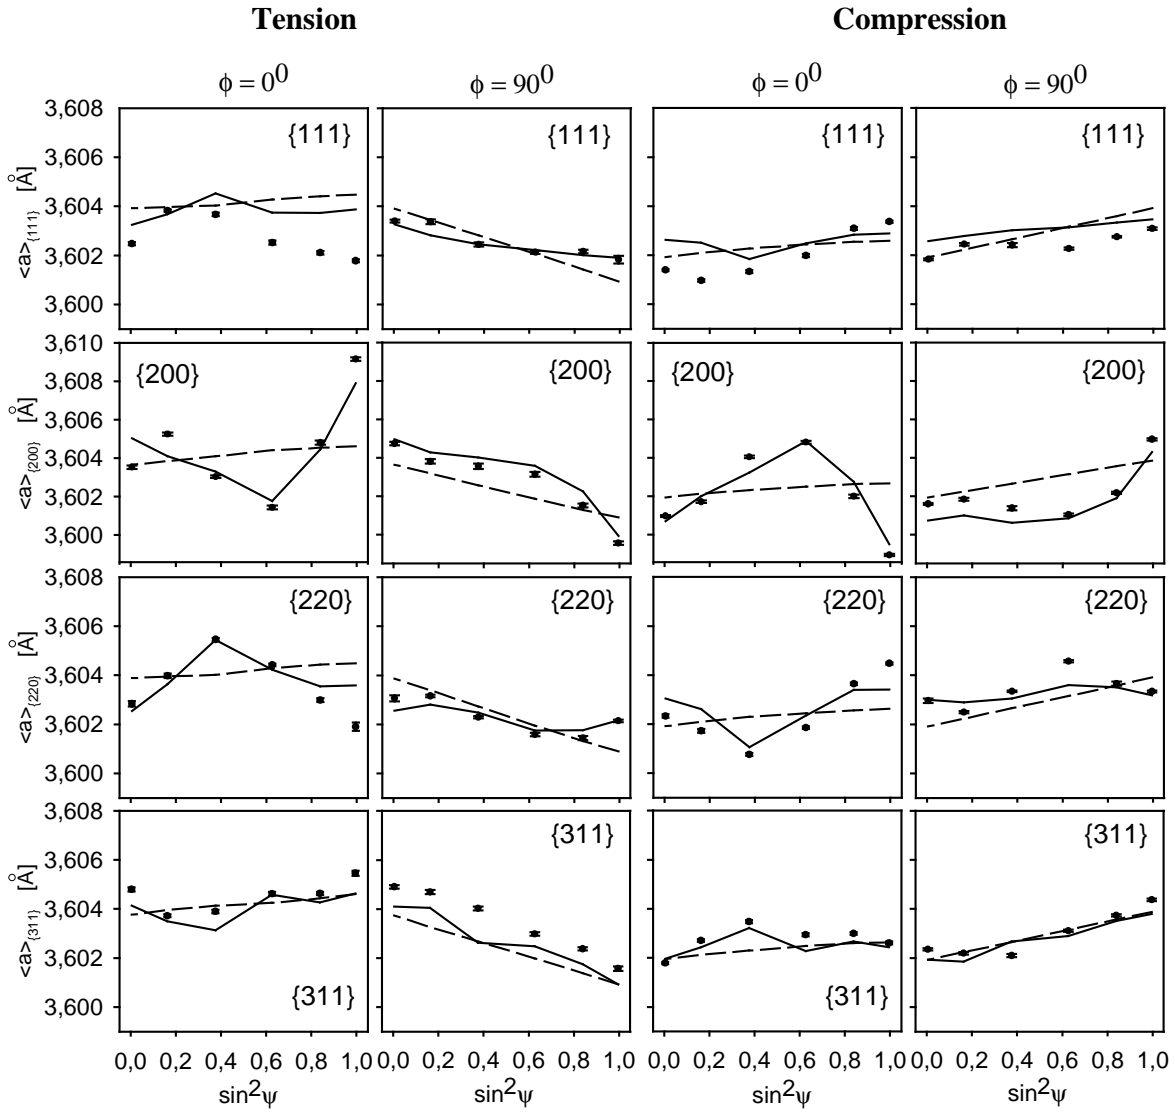 Tension Compression
ϕ = 0⁰ ϕ = 90⁰ ϕ = 0⁰ ϕ = 90⁰
3,608
3,606
3,604
3,602
3,600
<a>{111} [Å]
{111} {111} {111} {111}
3,610
3,608
3,606
3,604
3,602
3,600
<a>{200} [Å]
{200} {200} {200} {200}
3,608
3,606
3,604
3,602
3,600
<a>{220} [Å]
{220} {220} {220} {220}
3,608
3,606
3,604
3,602
3,600
<a>{311} [Å]
{311} {311} {311} {311}
0,0 0,2 0,4 0,6 0,8 1,0 0,0 0,2 0,4 0,6 0,8 1,0 0,0 0,2 0,4 0,6 0,8 1,0 0,0 0,2 0,4 0,6 0,8 1,0
sin²ψ sin²ψ sin²ψ sin²ψ